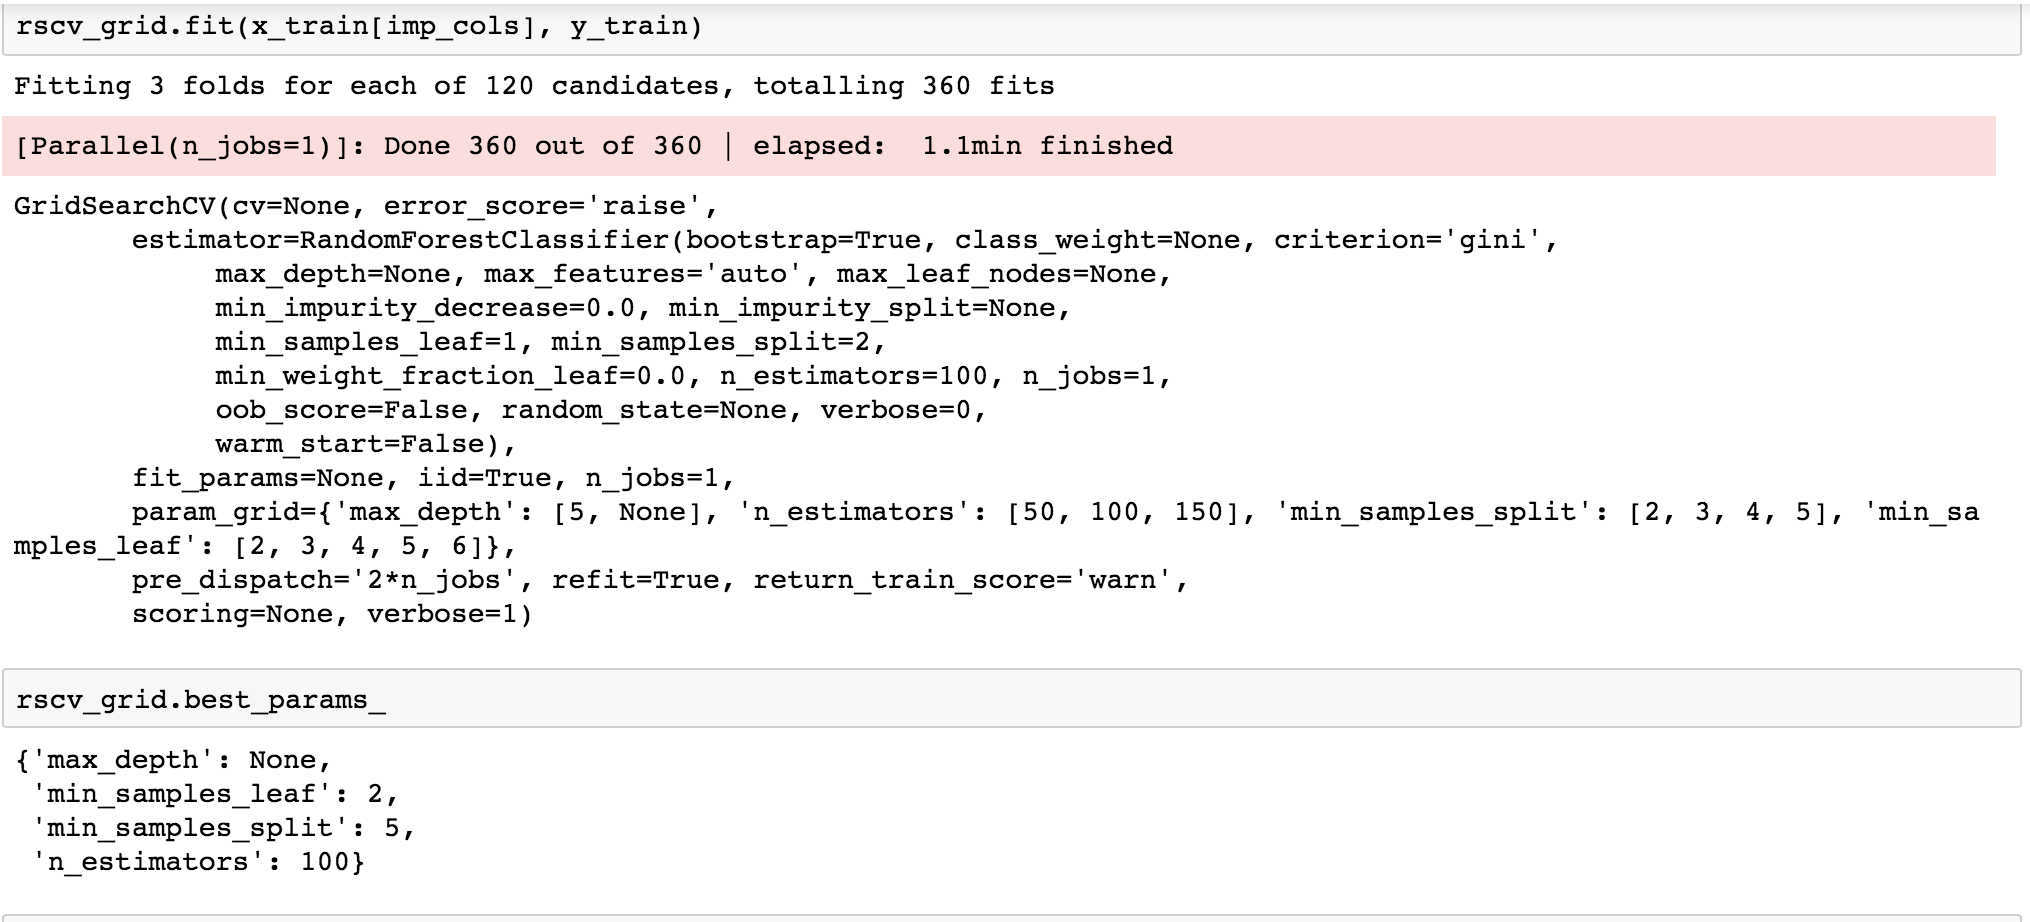 rscv_grid.fit(x_train[imp_cols], y_train)
Fitting 3 folds for each of 120 candidates, totalling 360 fits
[Parallel(n_jobs=1)]: Done 360 out of 360 | elapsed:  1.1min finished
GridSearchCV(cv=None, error_score='raise',
       estimator=RandomForestClassifier(bootstrap=True, class_weight=None, criterion='gini',
            max_depth=None, max_features='auto', max_leaf_nodes=None,
            min_impurity_decrease=0.0, min_impurity_split=None,
            min_samples_leaf=1, min_samples_split=2,
            min_weight_fraction_leaf=0.0, n_estimators=100, n_jobs=1,
            oob_score=False, random_state=None, verbose=0,
            warm_start=False),
       fit_params=None, iid=True, n_jobs=1,
       param_grid={'max_depth': [5, None], 'n_estimators': [50, 100, 150], 'min_samples_split': [2, 3, 4, 5], 'min_sa
mples_leaf': [2, 3, 4, 5, 6]},
       pre_dispatch='2*n_jobs', refit=True, return_train_score='warn',
       scoring=None, verbose=1)
rscv_grid.best_params_
{'max_depth': None,
 'min_samples_leaf': 2,
 'min_samples_split': 5,
 'n_estimators': 100}